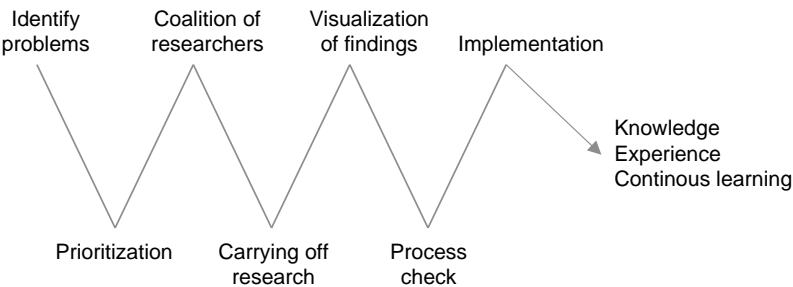 Identify
problems
Coalition of
researchers
Visualization
of findings
Implementation
Knowledge
Experience
Continous learning
Prioritization
Carrying off
research
Process
check